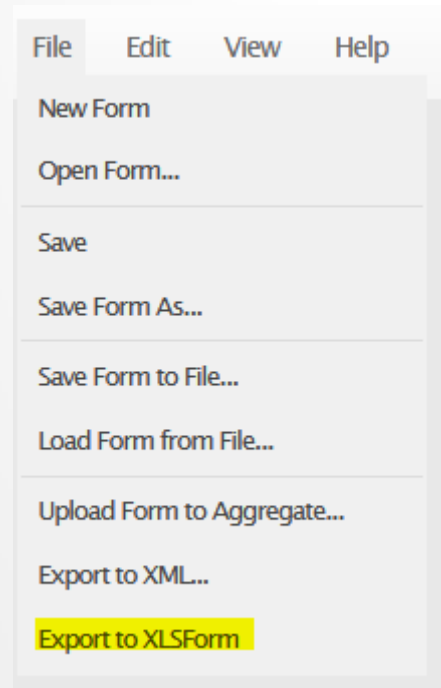 File Edit View Help
New Form
Open Form...
Save
Save Form As...
Save Form to File...
Load Form from File...
Upload Form to Aggregate...
Export to XML...
Export to XLSForm